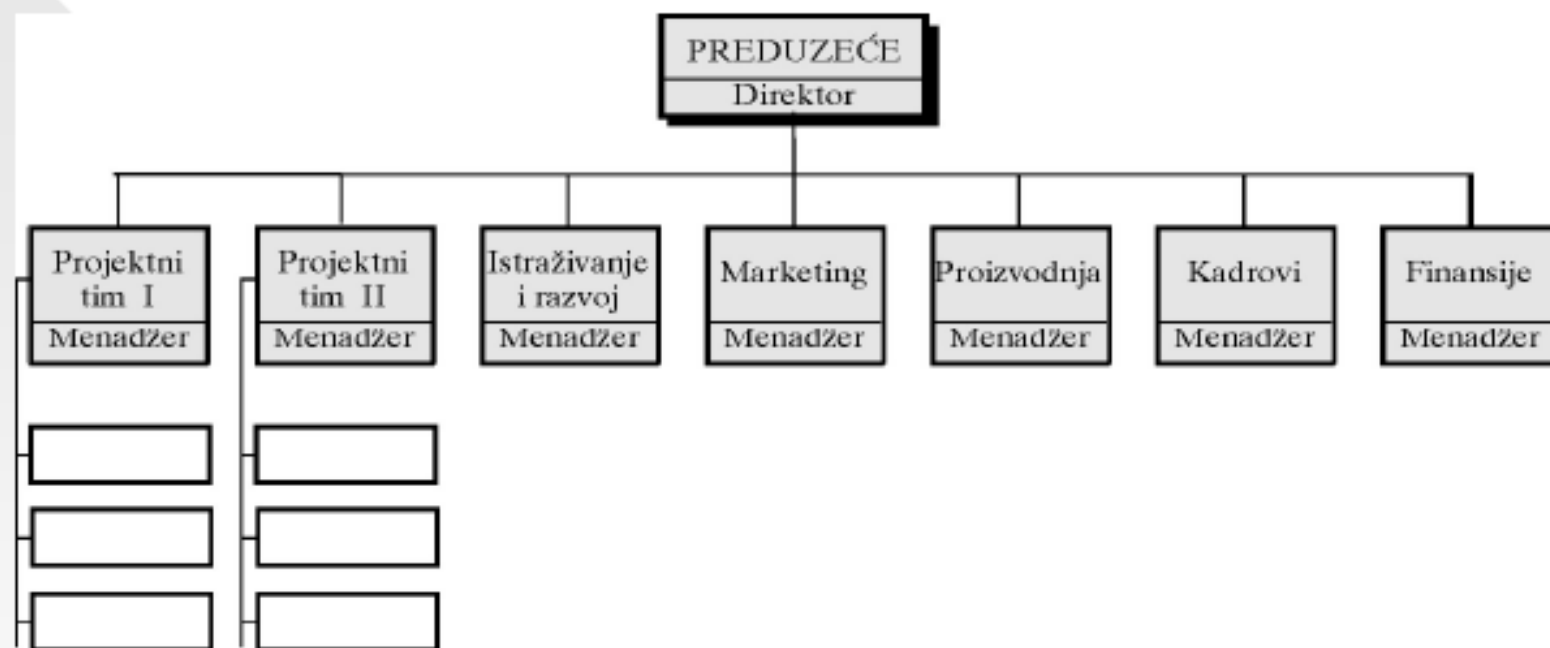 PREDUZEĆE
Direktor
Projektni
tim I
Menadžer
Projektni
tim II
Menadžer
Istraživanje
i razvoj
Menadžer
Marketing
Menadžer
Proizvodnja
Menadžer
Kadrovi
Menadžer
Finansije
Menadžer